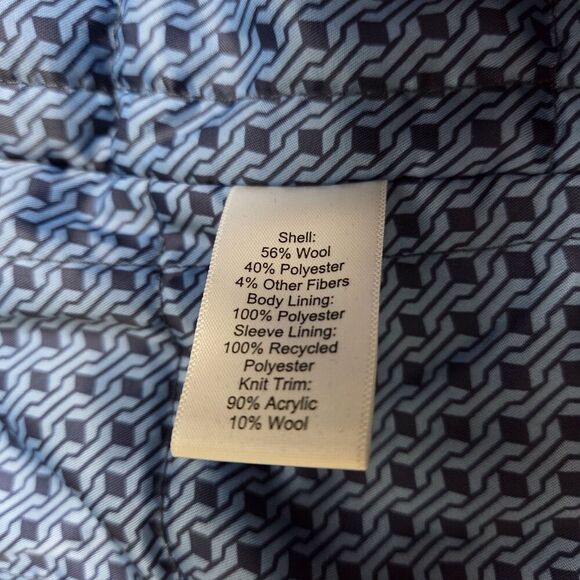 Shell:
56% Wool
40% Polyester
4% Other Fibers
Body Lining:
100% Polyester
Sleeve Lining:
100% Recycled
Polyester
Knit Trim:
90% Acrylic
10% Wool